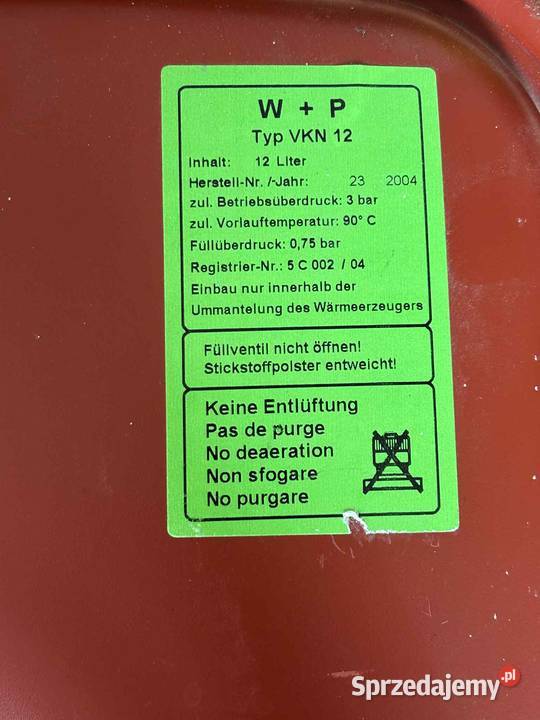 W + P
Typ VKN 12
Inhalt: 12 Liter
Herstell-Nr. /-Jahr: 23 2004
zul. Betriebsüberdruck: 3 bar
zul. Vorlauftemperatur: 90° C
Füllüberdruck: 0,75 bar
Registrier-Nr.: 5 C 002 / 04
Einbau nur innerhalb der
Ummantelung des Wärmeerzeugers
Füllventil nicht öffnen!
Stickstoffpolster entweicht!
Keine Entlüftung
Pas de purge
No deaeration
Non sfogare
No purgare
Sprzedajemy.pl